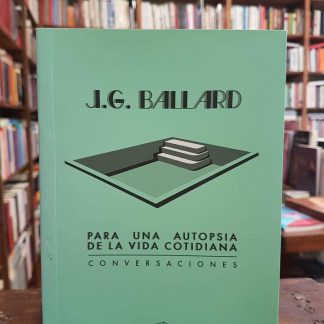 J.G. BALLARD
PARA UNA AUTOPSIA
DE LA VIDA COTIDIANA
CONVERSACIONES